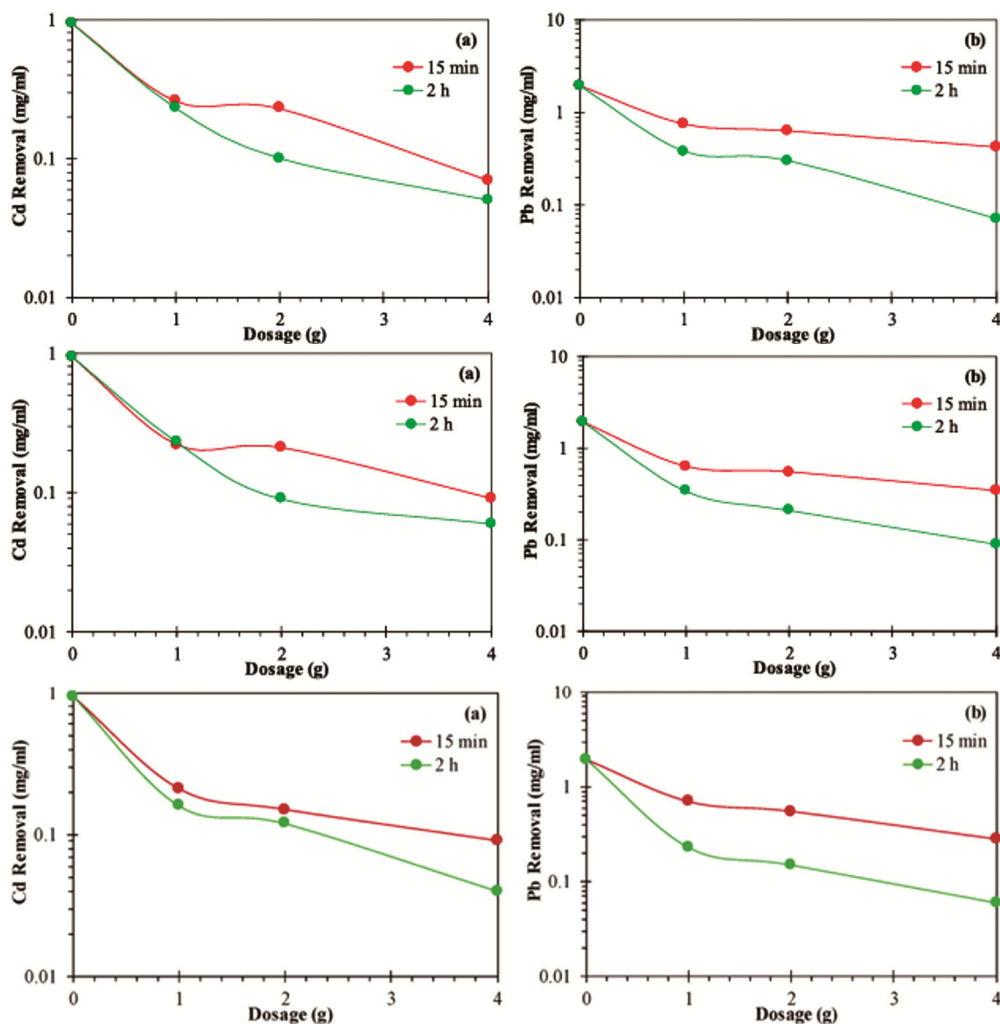 1
0.1
0.01
Cd Removal (mg/ml)
0 1 2 3 4
Dosage (g)
(a)
15 min
2 h
10
1
0.1
0.01
Pb Removal (mg/ml)
0 1 2 3 4
Dosage (g)
(b)
15 min
2 h
1
0.1
0.01
Cd Removal (mg/ml)
0 1 2 3 4
Dosage (g)
(a)
15 min
2 h
10
1
0.1
0.01
Pb Removal (mg/ml)
0 1 2 3 4
Dosage (g)
(b)
15 min
2 h
1
0.1
0.01
Cd Removal (mg/ml)
0 1 2 3 4
Dosage (g)
(a)
15 min
2 h
10
1
0.1
0.01
Pb Removal (mg/ml)
0 1 2 3 4
Dosage (g)
(b)
15 min
2 h